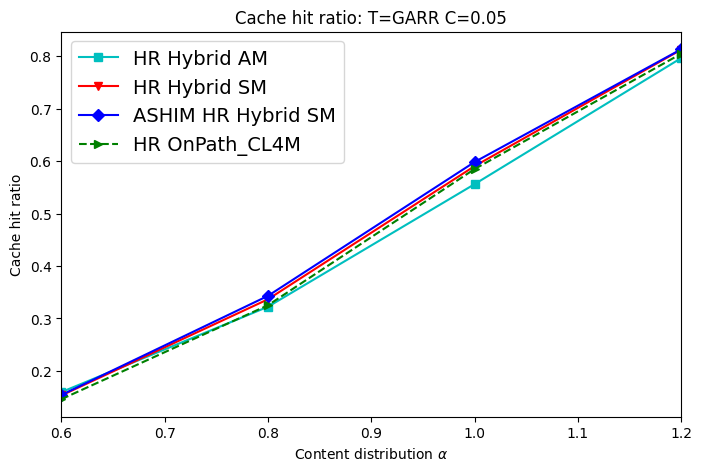 Cache hit ratio: T=GARR C=0.05
HR Hybrid AM
HR Hybrid SM
ASHIM HR Hybrid SM
HR OnPath_CL4M
Cache hit ratio
0.8
0.7
0.6
0.5
0.4
0.3
0.2
0.6 0.7 0.8 0.9 1.0 1.1 1.2
Content distribution α